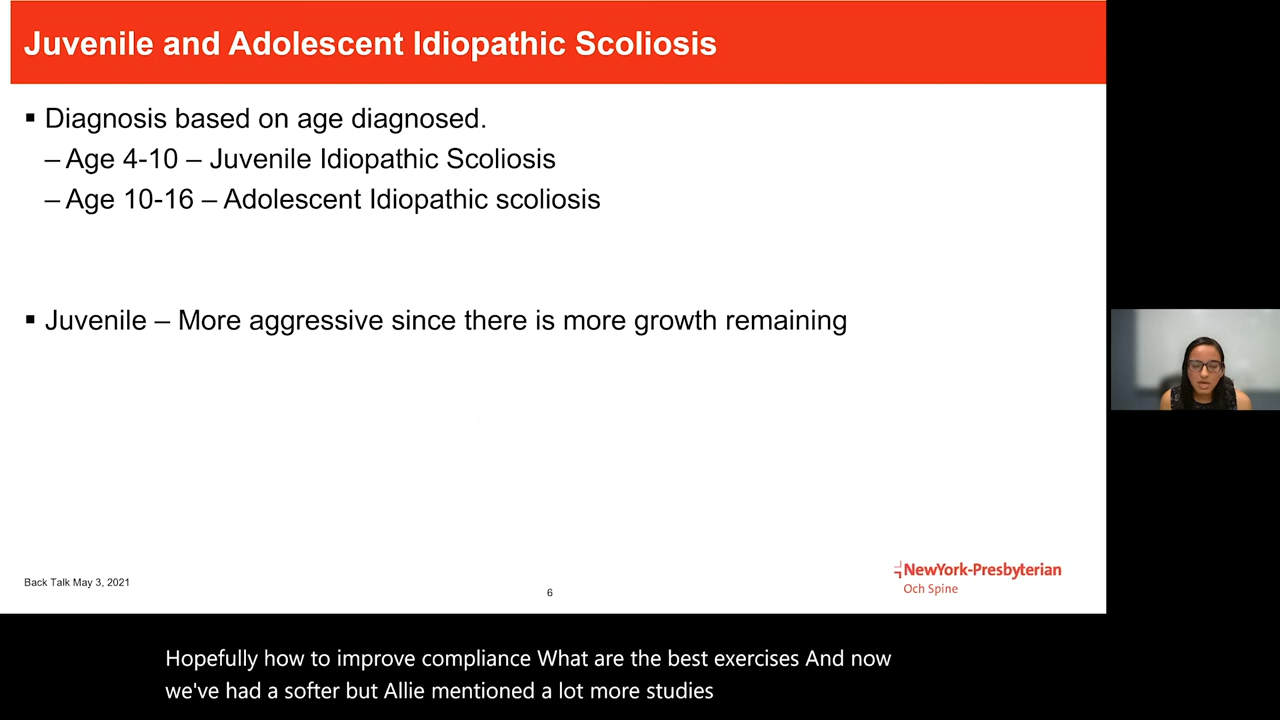 Juvenile and Adolescent Idiopathic Scoliosis
▪ Diagnosis based on age diagnosed.
– Age 4-10 – Juvenile Idiopathic Scoliosis
– Age 10-16 – Adolescent Idiopathic scoliosis
▪ Juvenile – More aggressive since there is more growth remaining
Back Talk May 3, 2021
6
NewYork-Presbyterian
Och Spine
Hopefully how to improve compliance What are the best exercises And now
we've had a softer but Allie mentioned a lot more studies